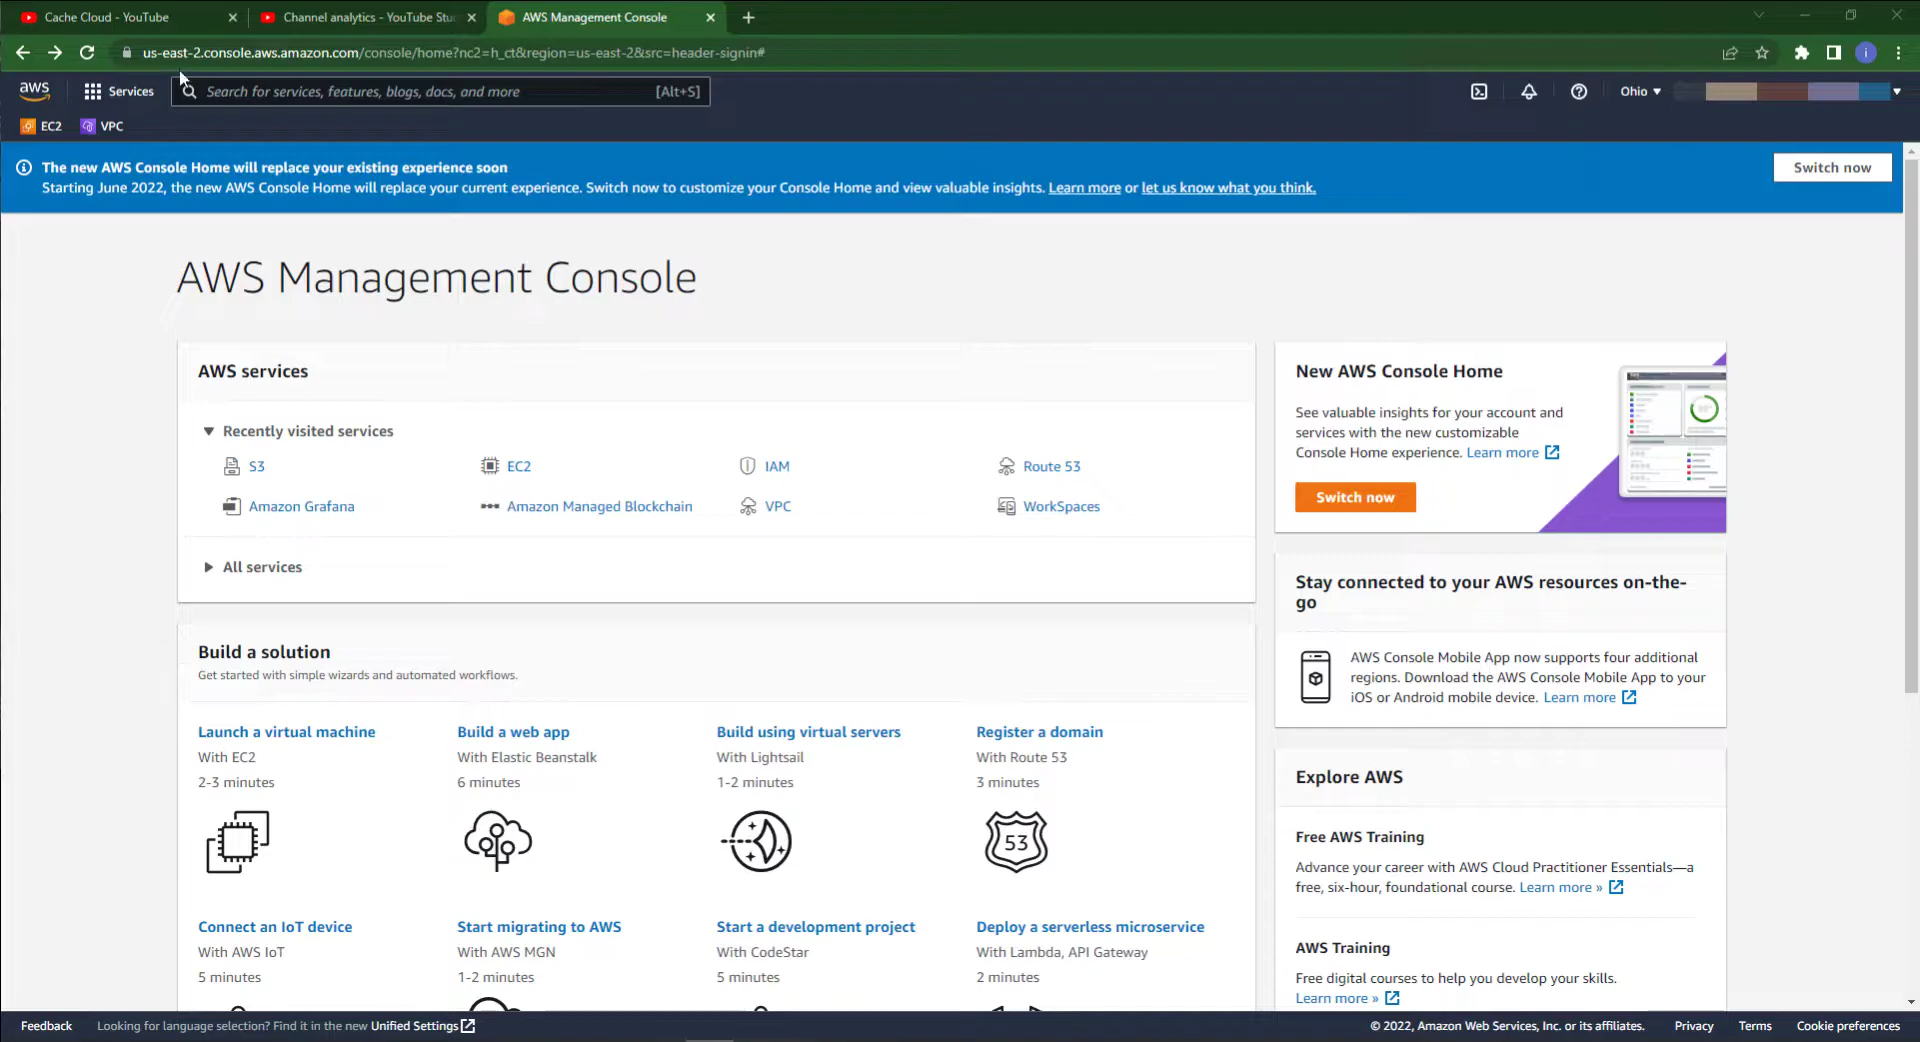 Cache Cloud - YouTube
Channel analytics - YouTube Stu
AWS Management Console
us-east-2.console.aws.amazon.com/console/home?nc2=h_ct&region=us-east-2&src=header-signin#
i
aws
Services
Search for services, features, blogs, docs, and more
[Alt+S]
Ohio
EC2
VPC
The new AWS Console Home will replace your existing experience soon
Starting June 2022, the new AWS Console Home will replace your current experience. Switch now to customize your Console Home and view valuable insights. Learn more or let us know what you think.
Switch now
AWS Management Console
AWS services
Recently visited services
S3
EC2
IAM
Route 53
Amazon Grafana
Amazon Managed Blockchain
VPC
WorkSpaces
All services
Build a solution
Get started with simple wizards and automated workflows.
Launch a virtual machine
With EC2
2-3 minutes
Build a web app
With Elastic Beanstalk
6 minutes
Build using virtual servers
With Lightsail
1-2 minutes
Register a domain
With Route 53
3 minutes
53
Connect an IoT device
With AWS IoT
5 minutes
Start migrating to AWS
With AWS MGN
1-2 minutes
Start a development project
With CodeStar
5 minutes
Deploy a serverless microservice
With Lambda, API Gateway
2 minutes
New AWS Console Home
See valuable insights for your account and
services with the new customizable
Console Home experience. Learn more
Switch now
Stay connected to your AWS resources on-the-
go
AWS Console Mobile App now supports four additional
regions. Download the AWS Console Mobile App to your
iOS or Android mobile device. Learn more
Explore AWS
Free AWS Training
Advance your career with AWS Cloud Practitioner Essentials—a
free, six-hour, foundational course. Learn more »
AWS Training
Free digital courses to help you develop your skills.
Learn more »
Feedback
Looking for language selection? Find it in the new Unified Settings
© 2022, Amazon Web Services, Inc. or its affiliates.
Privacy
Terms
Cookie preferences